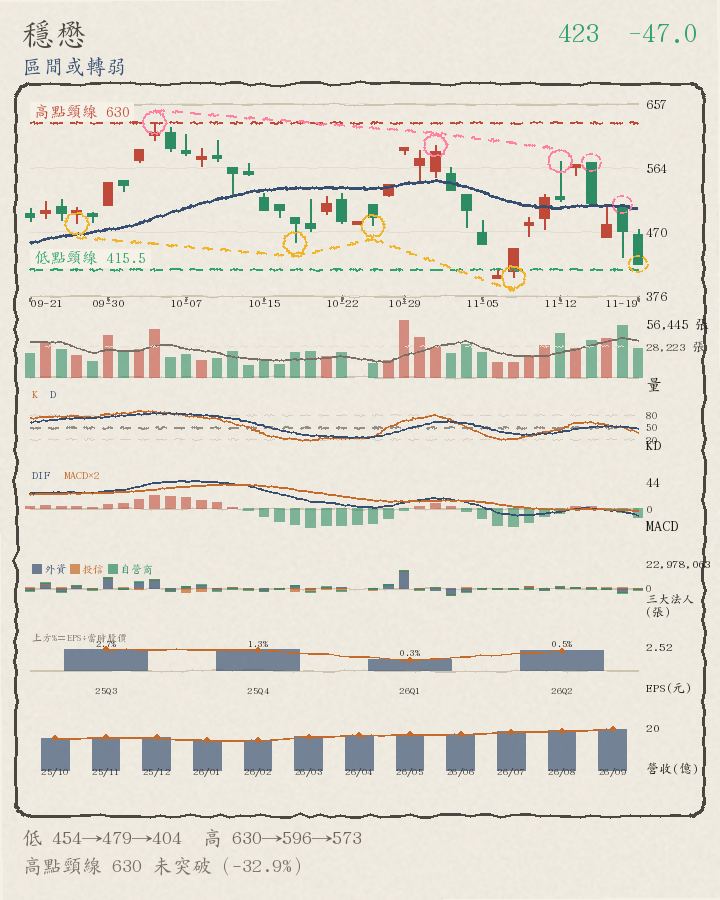 穩懋
423 -47.0
區間或轉弱
高點頸線 630
657
564
470
低點頸線 415.5
376
09-21 09-30 10-07 10-15 10-22 10-29 11-05 11-12 11-19
56,445 張
28,223 張
量
K D
80
50
20
KD
DIF MACD×2
44
0
MACD
外資 投信 自營商
22,978,063
0
三大法人
(張)
上方%=EPS÷當時股價
2.7% 1.3% 0.3% 0.5%
2.52
25Q3 25Q4 26Q1 26Q2
EPS(元)
20
25/10 25/11 25/12 26/01 26/02 26/03 26/04 26/05 26/06 26/07 26/08 26/09
營收(億)
低 454→479→404 高 630→596→573
高點頸線 630 未突破 (-32.9%)